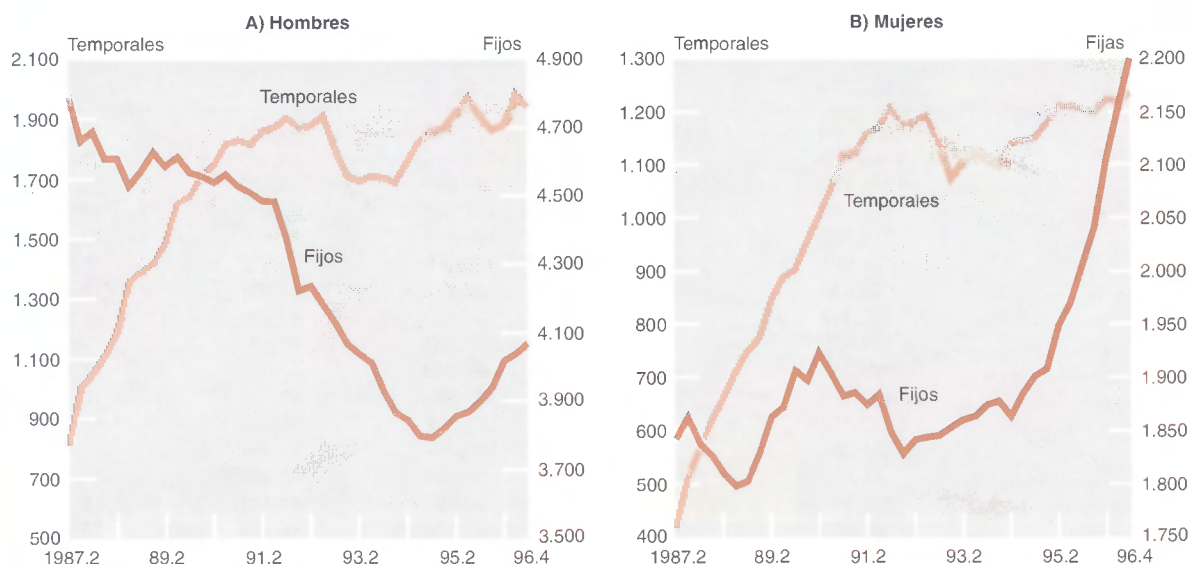 A) Hombres
Temporales Fijos
2.100 4.900
1.900 4.700
1.700 4.500
1.500 4.300
1.300 4.100
1.100 3.900
900 3.700
700 3.500
500
Temporales
Fijos
1987.2 89.2 91.2 93.2 95.2 96.4
B) Mujeres
Temporales Fijas
1.300 2.200
1.200 2.150
1.100 2.100
1.000 2.050
900 2.000
800 1.950
700 1.900
600 1.850
500 1.800
400 1.750
Temporales
Fijos
1987.2 89.2 91.2 93.2 95.2 96.4